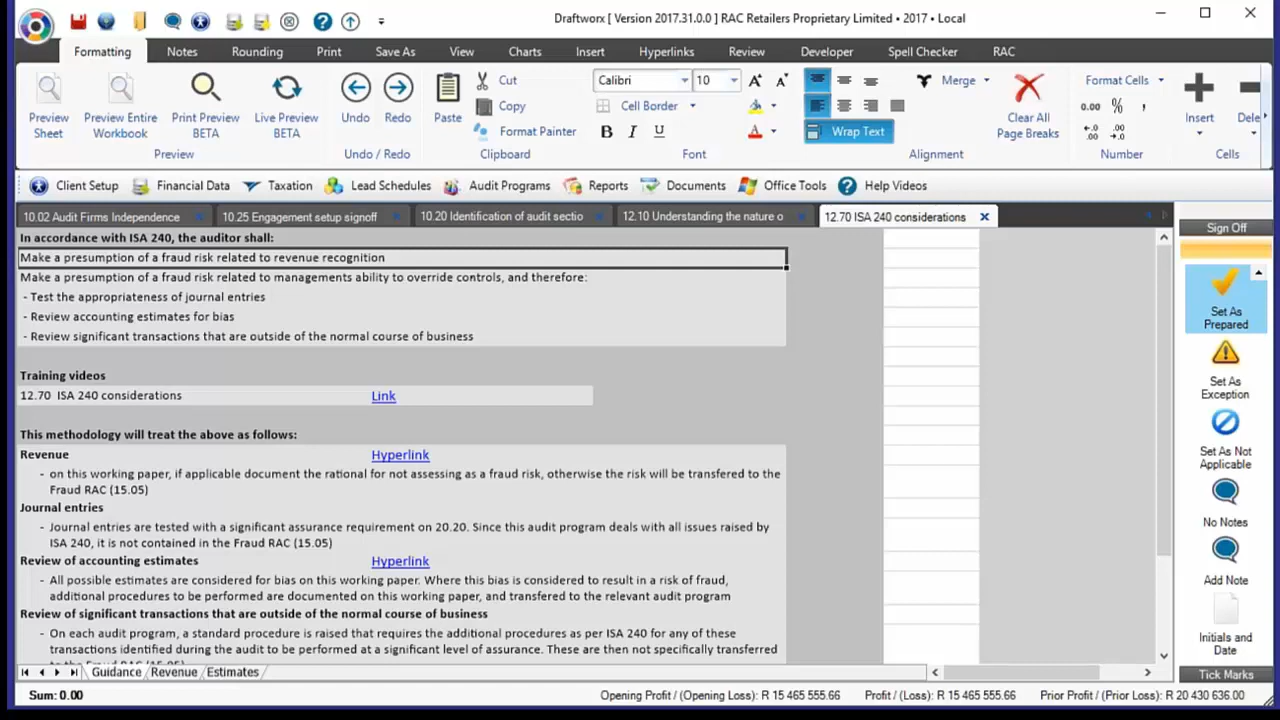 Draftworx [ Version 2017.31.0.0 ] RAC Retailers Proprietary Limited • 2017 • Local
Formatting Notes Rounding Print Save As View Charts Insert Hyperlinks Review Developer Spell Checker RAC
Preview Sheet
Preview Entire Workbook
Print Preview BETA
Live Preview BETA
Preview
Undo Redo
Undo / Redo
Paste
Cut
Copy
Format Painter
Clipboard
Calibri 10
Cell Border
B I U
Font
Merge
Wrap Text
Clear All Page Breaks
Alignment
Format Cells
0.00 % ,
Number
Insert Dele
Cells
Client Setup Financial Data Taxation Lead Schedules Audit Programs Reports Documents Office Tools Help Videos
10.02 Audit Firms Independence 10.25 Engagement setup signoff 10.20 Identification of audit sectio 12.10 Understanding the nature o 12.70 ISA 240 considerations
In accordance with ISA 240, the auditor shall:
Make a presumption of a fraud risk related to revenue recognition
Make a presumption of a fraud risk related to managements ability to override controls, and therefore:
- Test the appropriateness of journal entries
- Review accounting estimates for bias
- Review significant transactions that are outside of the normal course of business
Training videos
12.70 ISA 240 considerations Link
This methodology will treat the above as follows:
Revenue Hyperlink
- on this working paper, if applicable document the rational for not assessing as a fraud risk, otherwise the risk will be transferred to the
Fraud RAC (15.05)
Journal entries
- Journal entries are tested with a significant assurance requirement on 20.20. Since this audit program deals with all issues raised by
ISA 240, it is not contained in the Fraud RAC (15.05)
Review of accounting estimates Hyperlink
- All possible estimates are considered for bias on this working paper. Where this bias is considered to result in a risk of fraud,
additional procedures to be performed are documented on this working paper, and transfered to the relevant audit program
Review of significant transactions that are outside of the normal course of business
- On each audit program, a standard procedure is raised that requires the additional procedures as per ISA 240 for any of these
transactions identified during the audit to be performed at a significant level of assurance. These are then not specifically transferred
to the Fraud RAC (15.05)
Guidance Revenue Estimates
Sign Off
Set As Prepared
Set As Exception
Set As Not Applicable
No Notes
Add Note
Initials and Date
Tick Marks
Sum: 0.00
Opening Profit / (Opening Loss): R 15 465 555.66 Profit / (Loss): R 15 465 555.66 Prior Profit / (Prior Loss): R 20 430 636.00